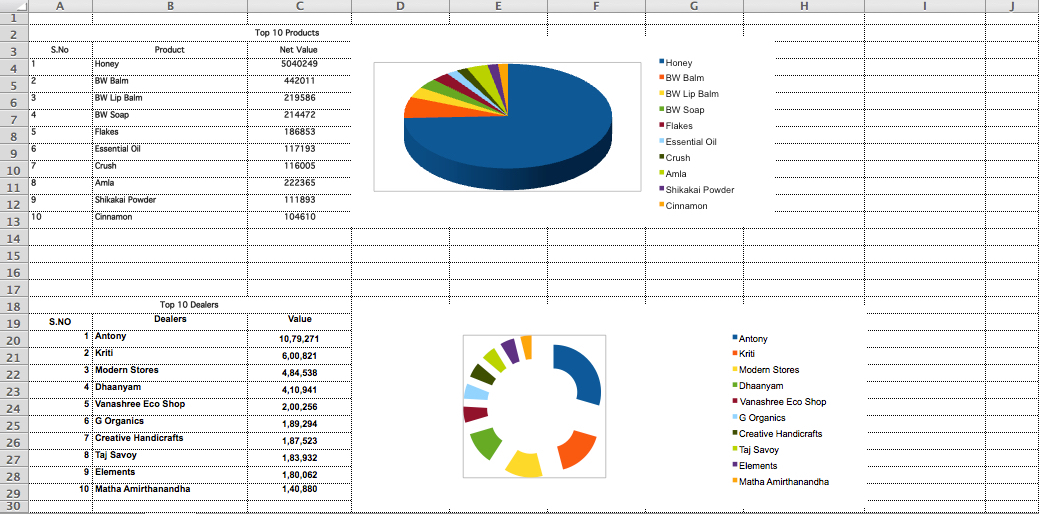 A B C D E F G H I J
1
2 Top 10 Products
3 S.No Product Net Value
4 1 Honey 5040249
5 2 BW Balm 442011
6 3 BW Lip Balm 219586
7 4 BW Soap 214472
8 5 Flakes 186853
9 6 Essential Oil 117193
10 7 Crush 116005
11 8 Amla 222365
12 9 Shikakai Powder 111893
13 10 Cinnamon 104610
Honey
BW Balm
BW Lip Balm
BW Soap
Flakes
Essential Oil
Crush
Amla
Shikakai Powder
Cinnamon
14
15
16
17
18 Top 10 Dealers
19 S.NO Dealers Value
20 1 Antony 10,79,271
21 2 Kriti 6,00,821
22 3 Modern Stores 4,84,538
23 4 Dhaanyam 4,10,941
24 5 Vanashree Eco Shop 2,00,256
25 6 G Organics 1,89,294
26 7 Creative Handicrafts 1,87,523
27 8 Taj Savoy 1,83,932
28 9 Elements 1,80,062
29 10 Matha Amirthanandha 1,40,880
30
Antony
Kriti
Modern Stores
Dhaanyam
Vanashree Eco Shop
G Organics
Creative Handicrafts
Taj Savoy
Elements
Matha Amirthanandha